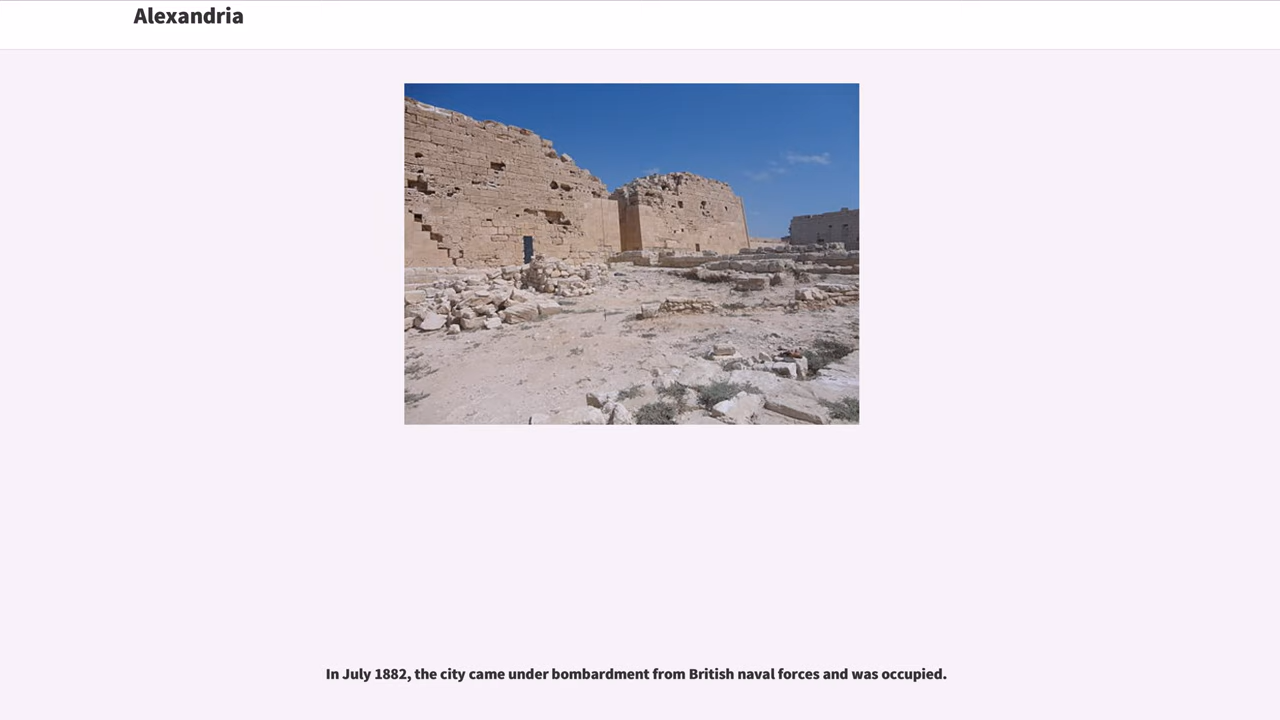 Alexandria
In July 1882, the city came under bombardment from British naval forces and was occupied.